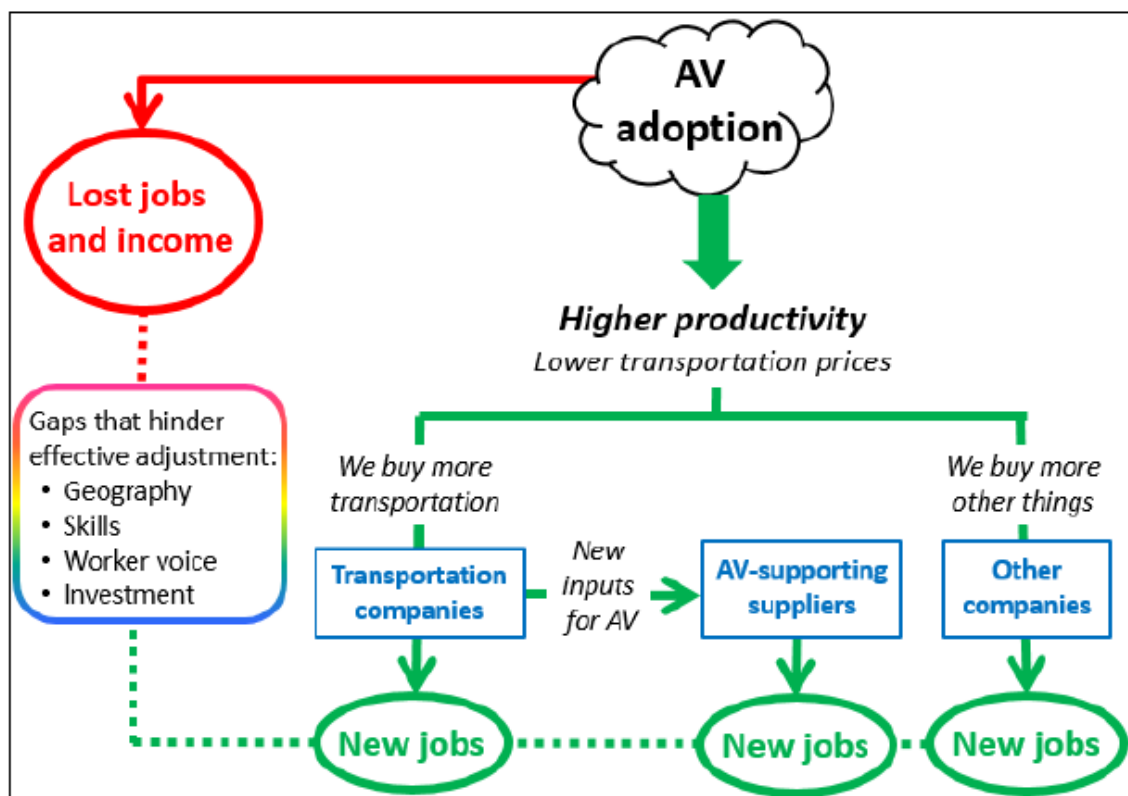 AV
adoption
Lost jobs
and income
Higher productivity
Lower transportation prices
Gaps that hinder
effective adjustment:
• Geography
• Skills
• Worker voice
• Investment
We buy more
transportation
We buy more
other things
Transportation
companies
New
inputs
for AV
AV-supporting
suppliers
Other
companies
New jobs
New jobs
New jobs